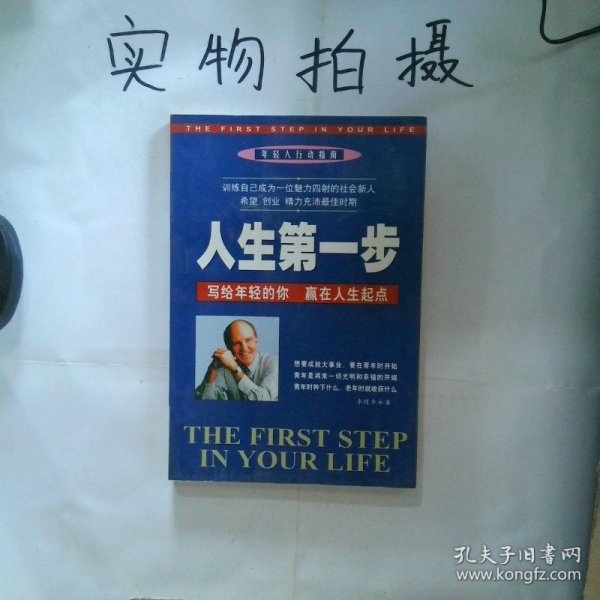 实物拍摄
THE FIRST STEP IN YOUR LIFE
年轻人行动指南
训练自己成为一位魅力四射的社会新人
希望 创业 精力充沛最佳时期
人生第一步
写给年轻的你 赢在人生起点
想要成就大事业，要在青年时开始
青年是将来一切光明和幸福的开端
青年时种下什么，老年时就收获什么
THE FIRST STEP
IN YOUR LIFE
孔夫子旧书网
www.kongfz.com